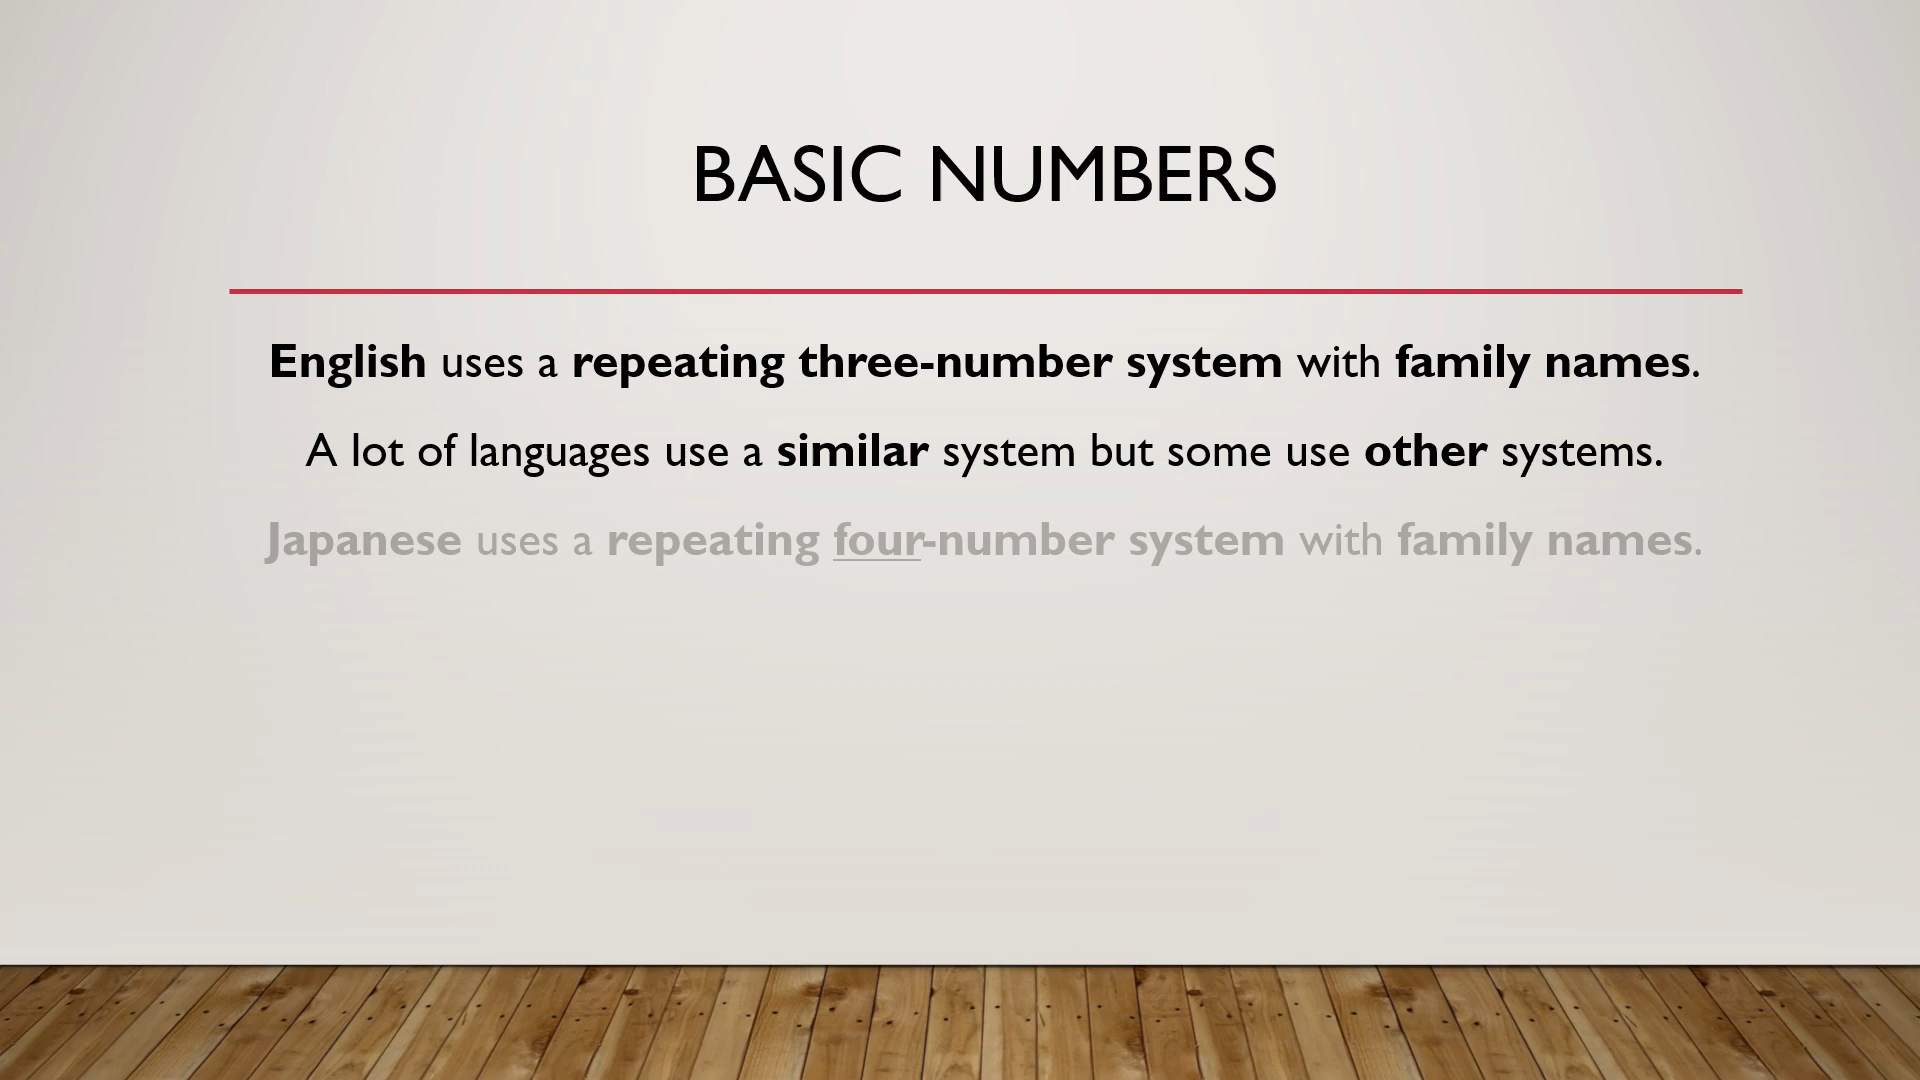 BASIC NUMBERS
English uses a repeating three-number system with family names.
A lot of languages use a similar system but some use other systems.
Japanese uses a repeating four-number system with family names.